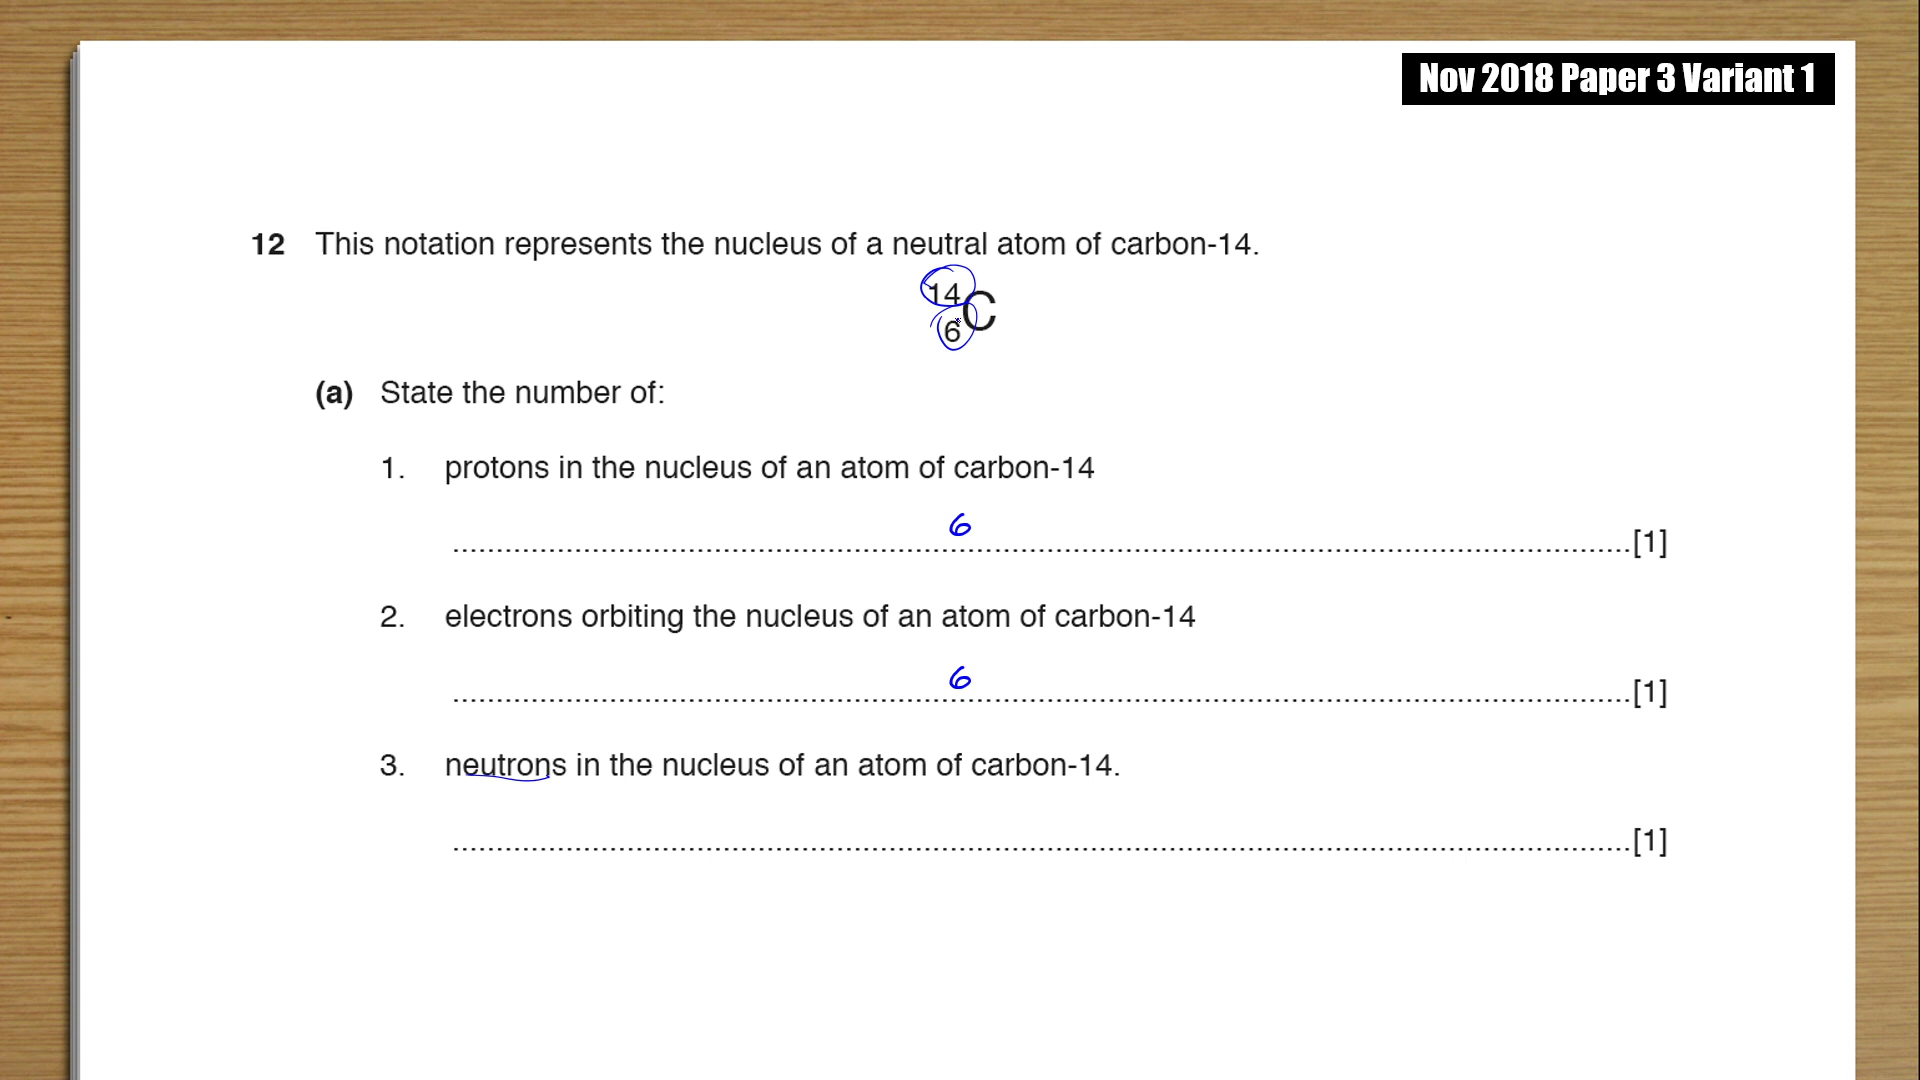 Nov 2018 Paper 3 Variant 1
12 This notation represents the nucleus of a neutral atom of carbon-14.
14
6 C
(a) State the number of:
1. protons in the nucleus of an atom of carbon-14
6
[1]
2. electrons orbiting the nucleus of an atom of carbon-14
6
[1]
3. neutrons in the nucleus of an atom of carbon-14.
[1]